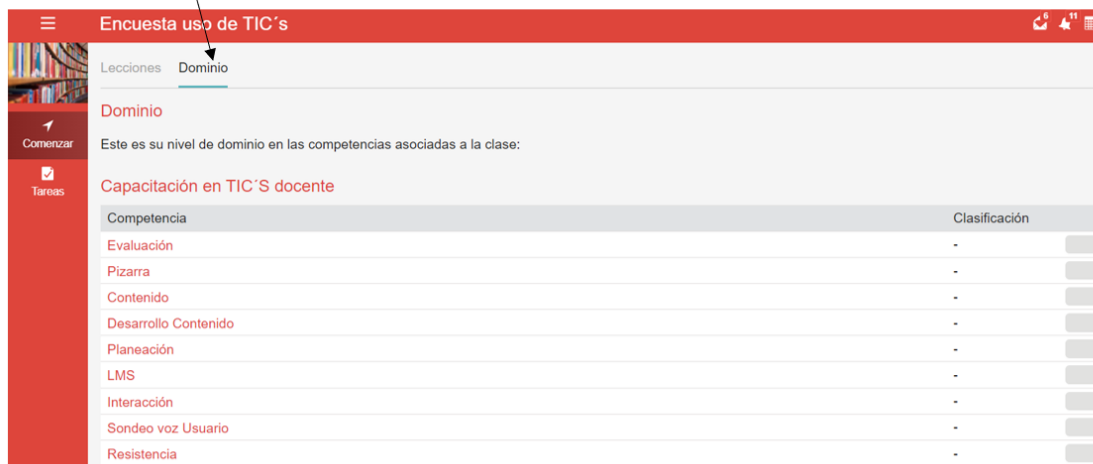 Encuesta uso de TIC´s
6
11
Lecciones Dominio
Dominio
Comenzar
Este es su nivel de dominio en las competencias asociadas a la clase:
Tareas
Capacitación en TIC´S docente
Competencia Clasificación
Evaluación -
Pizarra -
Contenido -
Desarrollo Contenido -
Planeación -
LMS -
Interacción -
Sondeo voz Usuario -
Resistencia -